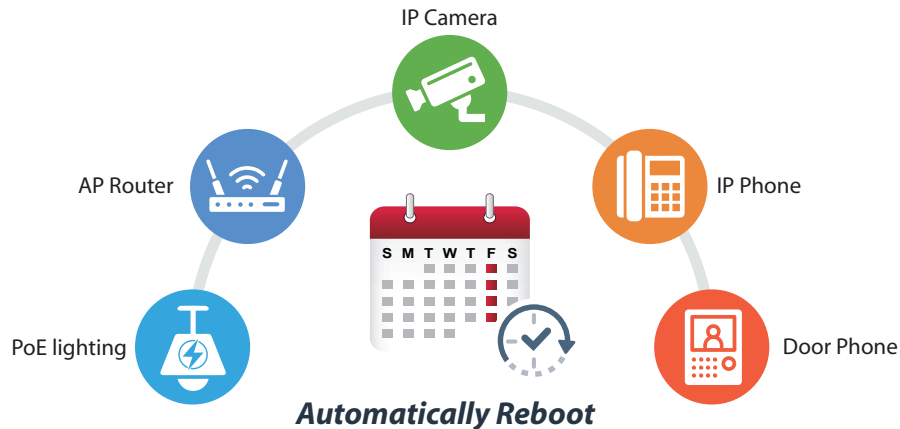 IP Camera
AP Router
IP Phone
S M T W T F S
PoE lighting
Door Phone
Automatically Reboot